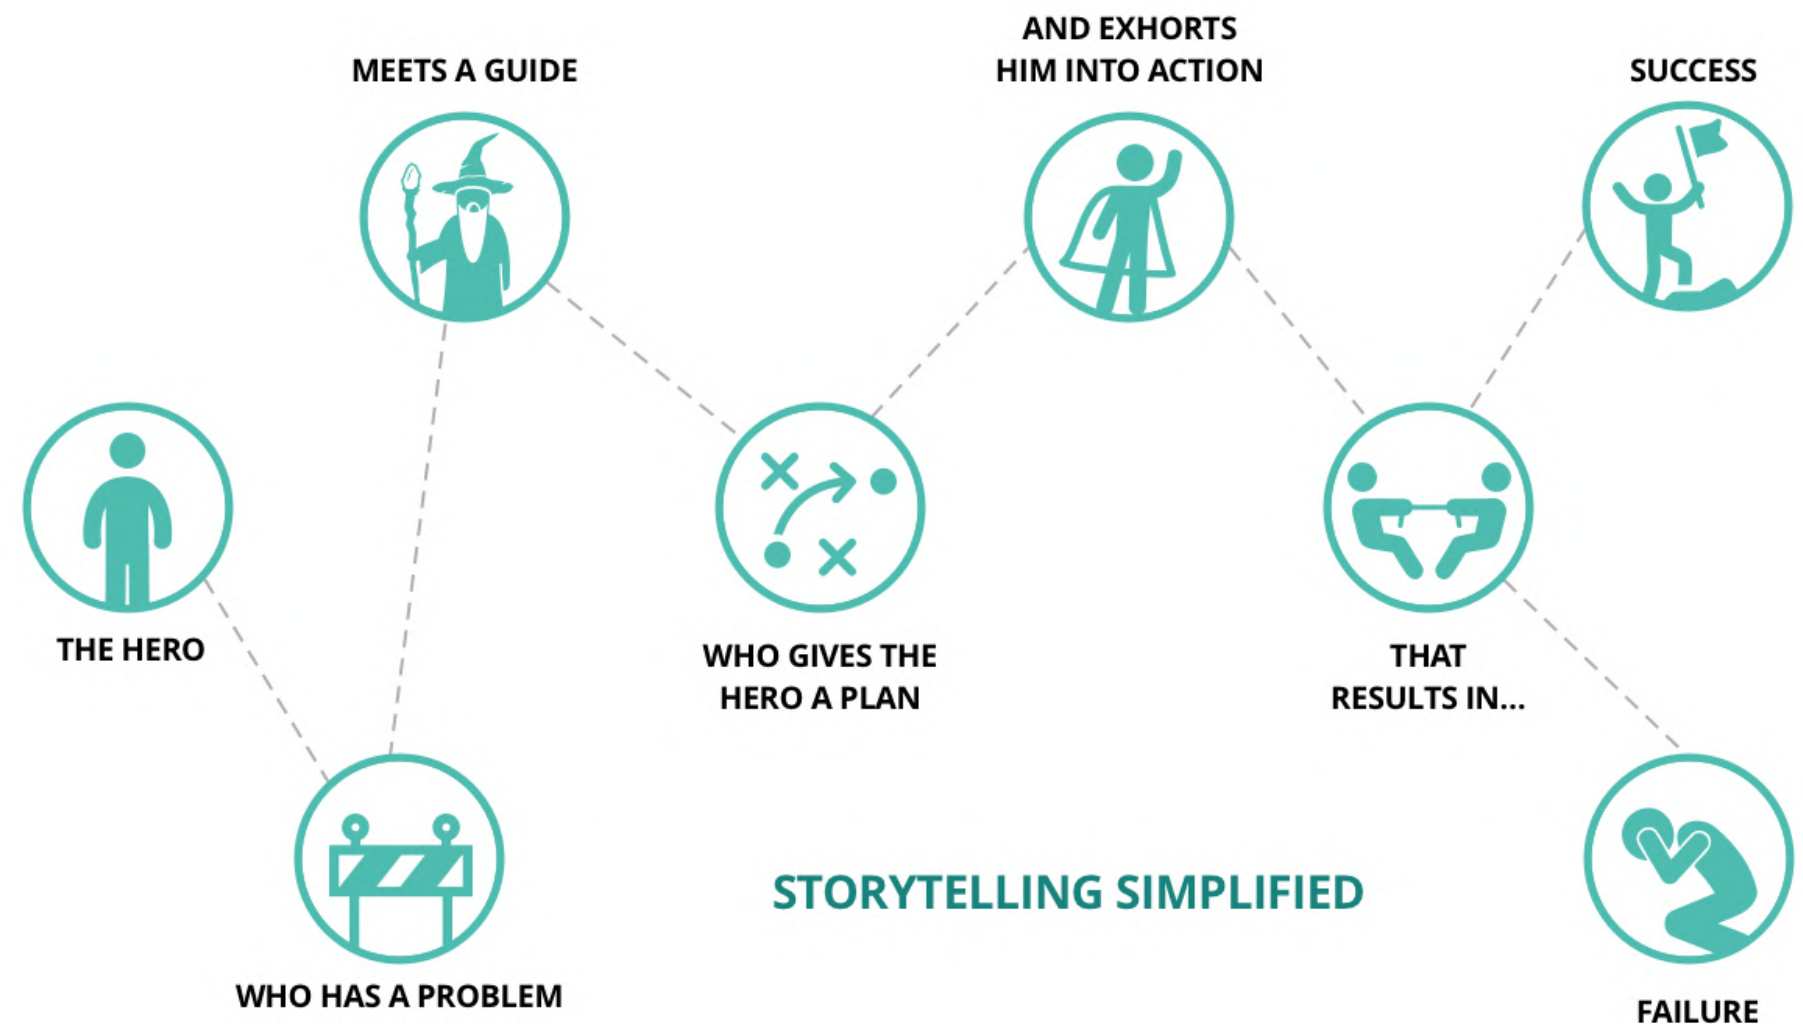 THE HERO
WHO HAS A PROBLEM
MEETS A GUIDE
WHO GIVES THE
HERO A PLAN
AND EXHORTS
HIM INTO ACTION
THAT
RESULTS IN...
SUCCESS
FAILURE
STORYTELLING SIMPLIFIED